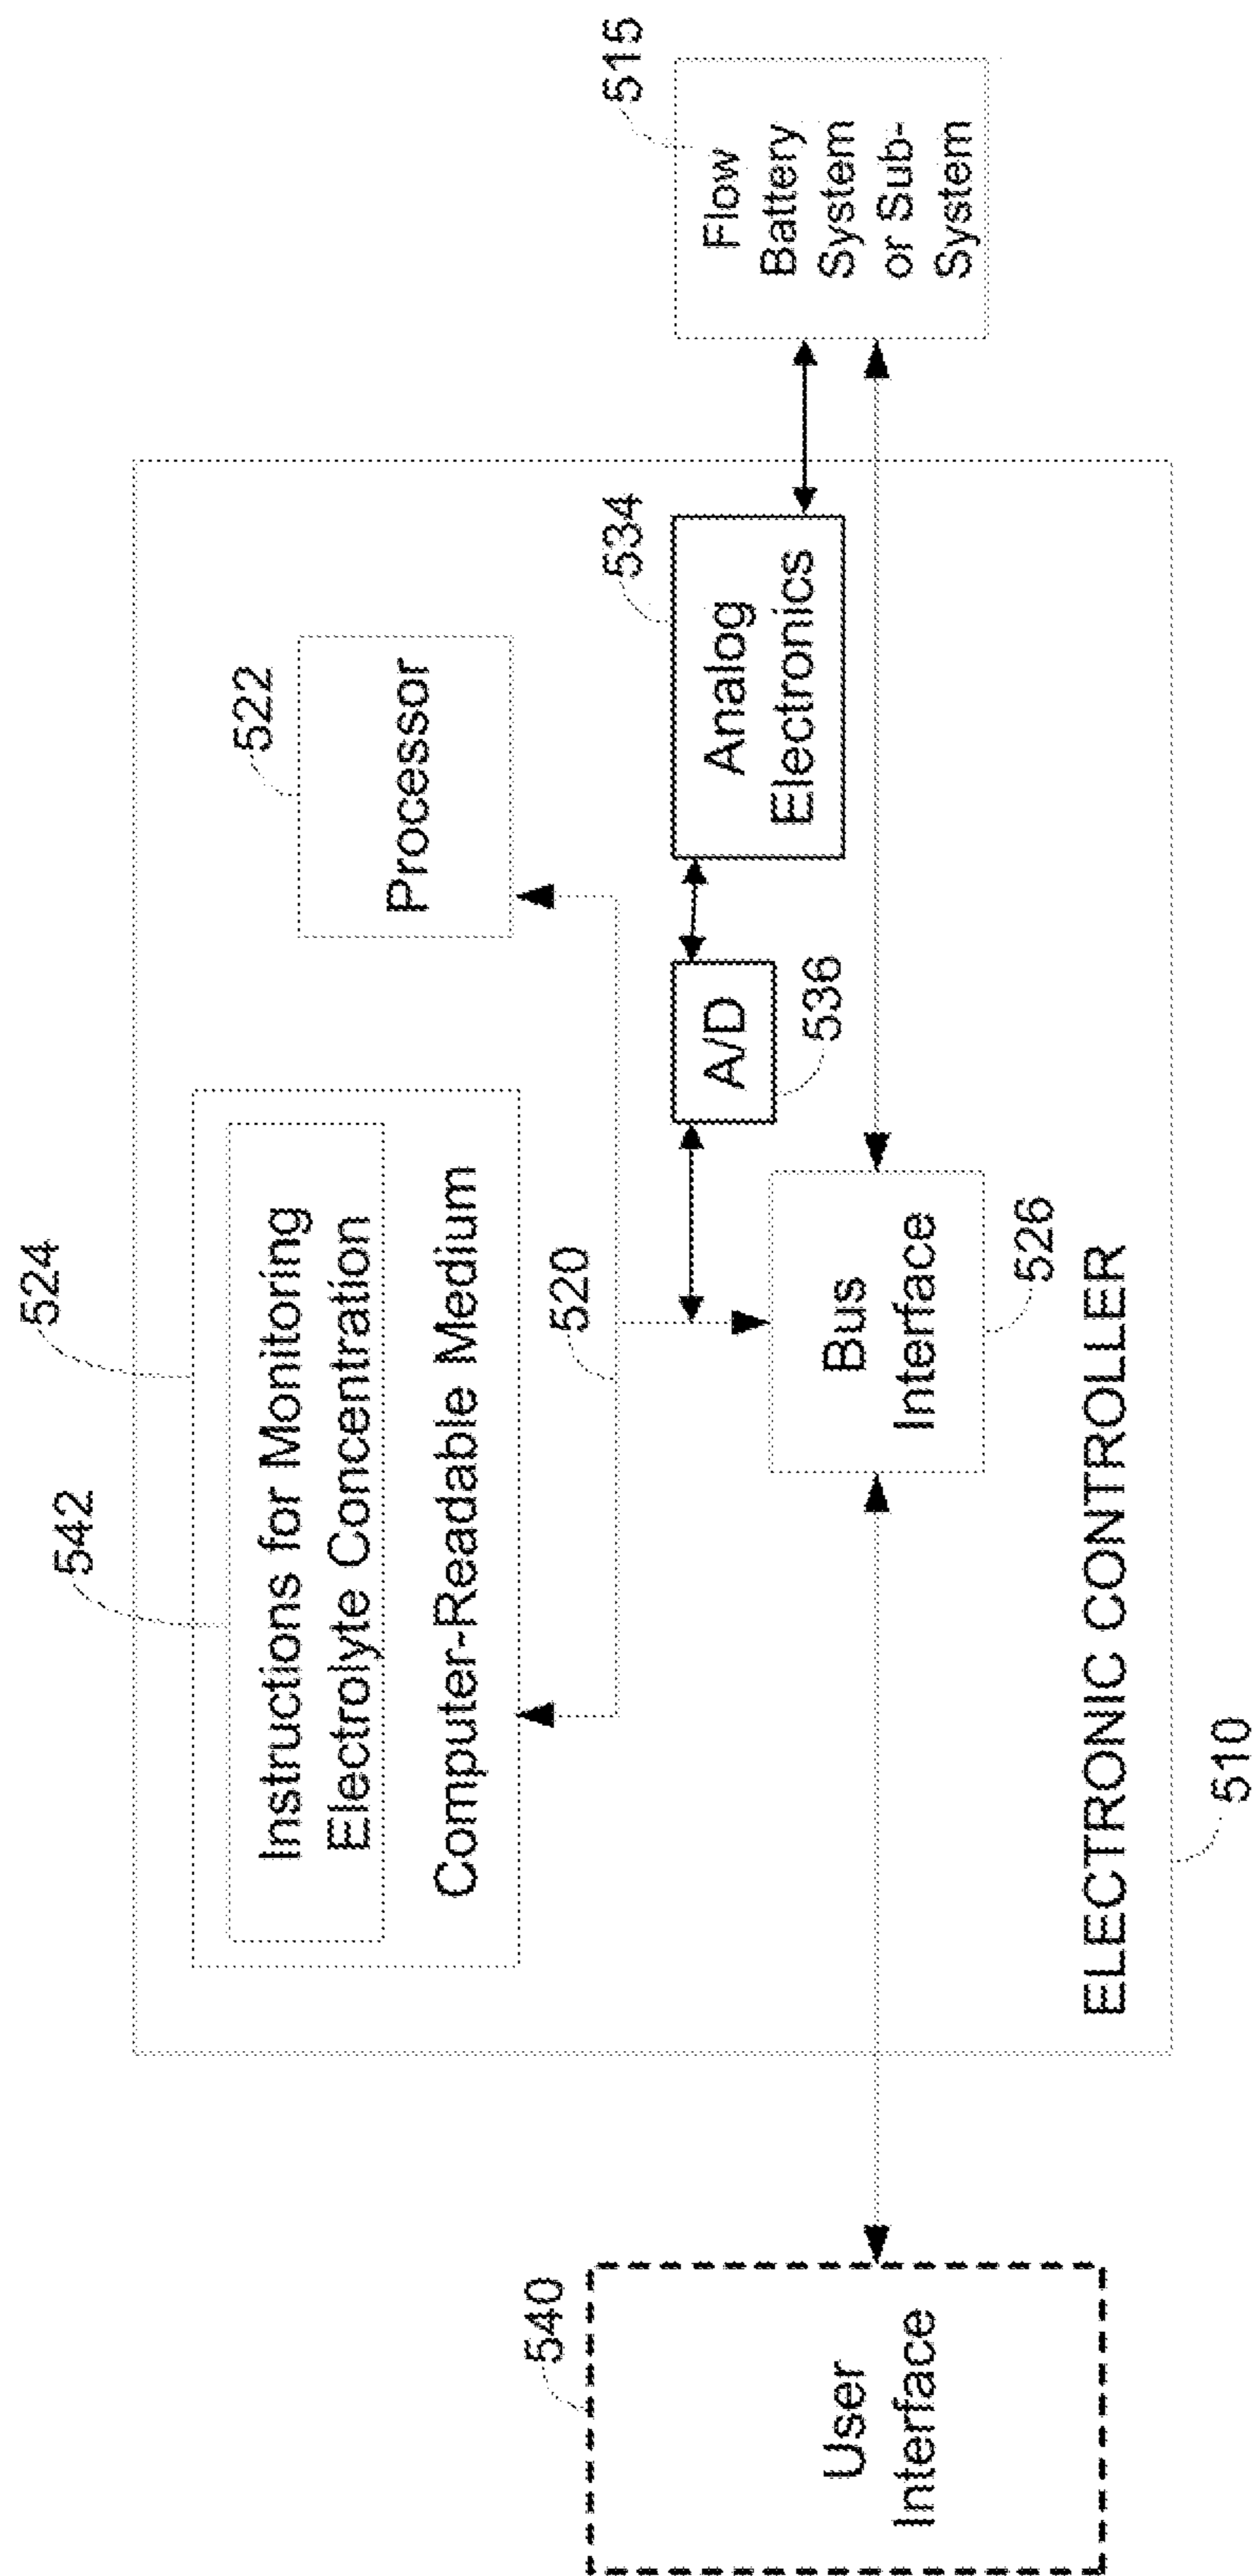 524
542
Instructions for Monitoring
Electrolyte Concentration
Computer-Readable Medium
522
Processor
520
534
Analog
Electronics
A/D
536
515
Flow
Battery
System
or Sub-
System
540
User
Interface
Bus
Interface
526
ELECTRONIC CONTROLLER
510